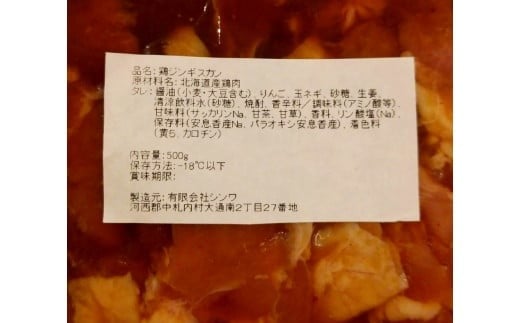 品名: 鶏ジンギスカン
原材料名: 北海道産鶏肉
タレ: 醤油(小麦・大豆含む)、りんご、玉ネギ、砂糖、生姜、
清涼飲料水(砂糖)、焼酎、香辛料/調味料(アミノ酸等)、
甘味料(サッカリンNa、甘茶、甘草)、香料、リン酸塩(Na)、
保存料(安息香産Na、パラオキシ安息香産)、着色料
(黄5、カロチン)
内容量:500g
保存方法:-18℃以下
賞味期限:
製造元: 有限会社シンワ
河西郡中札内村大通南2丁目27番地